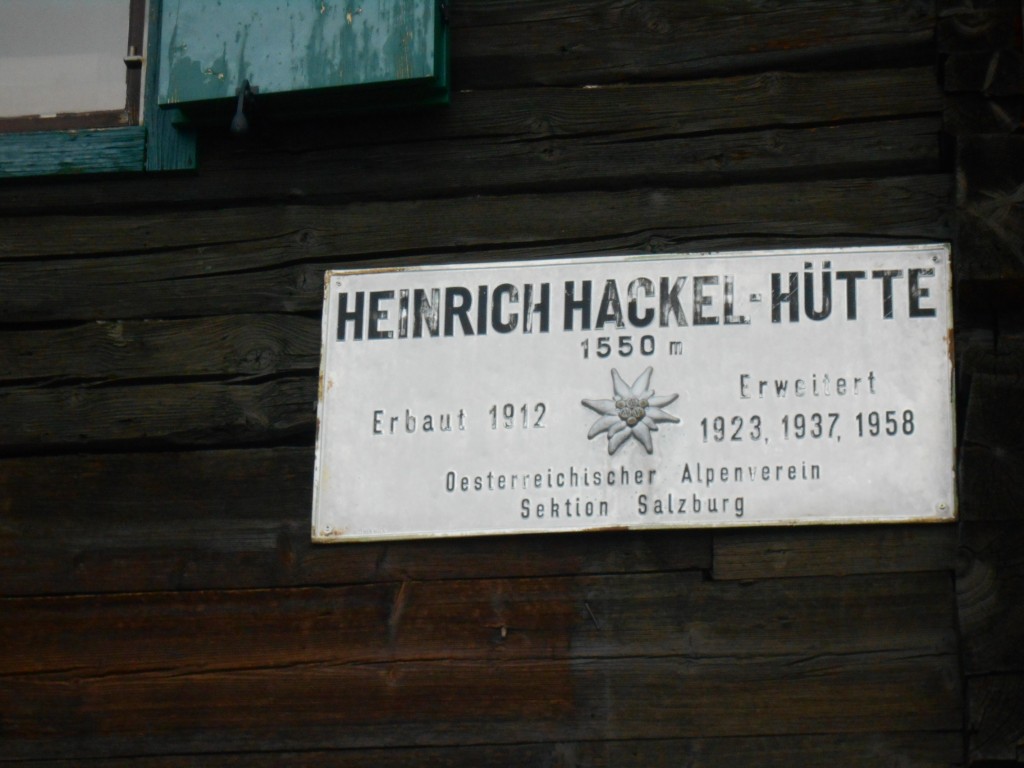 HEINRICH HACKEL-HÜTTE
1550 m
Erbaut 1912
Erweitert
1923, 1937, 1958
Oesterreichischer Alpenverein
Sektion Salzburg